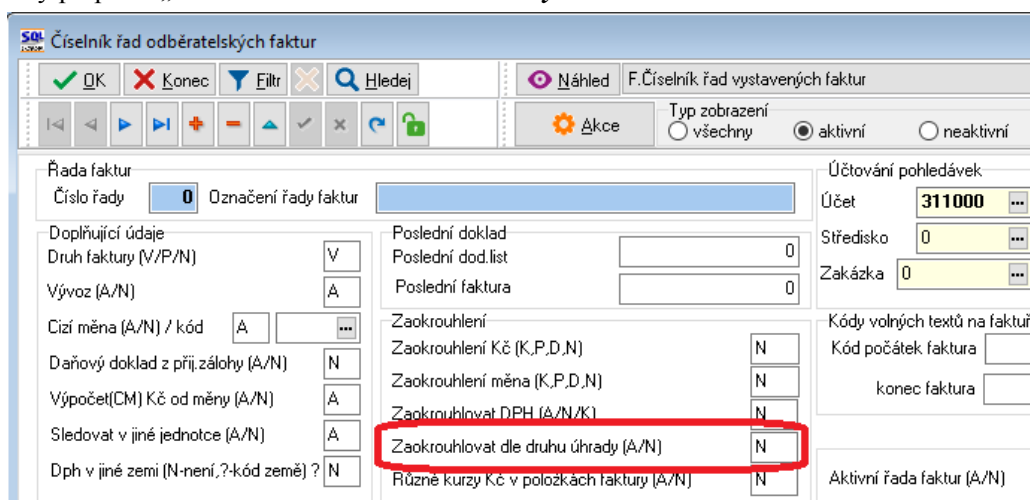 Číselník řad odběratelských faktur
OK Konec Filtr Hledej Náhled F.Číselník řad vystavených faktur
Akce Typ zobrazení všechny aktivní neaktivní
Řada faktur
Číslo řady 0 Označení řady faktur
Účtování pohledávek
Účet 311000 ...
Středisko 0 ...
Zakázka 0 ...
Doplňující údaje
Druh faktury (V/P/N) V
Vývoz (A/N) A
Cizí měna (A/N) / kód A ...
Daňový doklad z přij.zálohy (A/N) N
Výpočet(CM) Kč od měny (A/N) A
Sledovat v jiné jednotce (A/N) A
Dph v jiné zemi (N-není,?-kód země) ? N
Poslední doklad
Poslední dod.list 0
Poslední faktura 0
Zaokrouhlení
Zaokrouhlení Kč (K,P,D,N) N
Zaokrouhlení měna (K,P,D,N) N
Zaokrouhlovat DPH (A/N/K) N
Zaokrouhlovat dle druhu úhrady (A/N) N
Různé kurzy Kč v položkách faktury (A/N) N
Kódy volných textů na faktuř
Kód počátek faktura
konec faktura
Aktivní řada faktur (A/N)